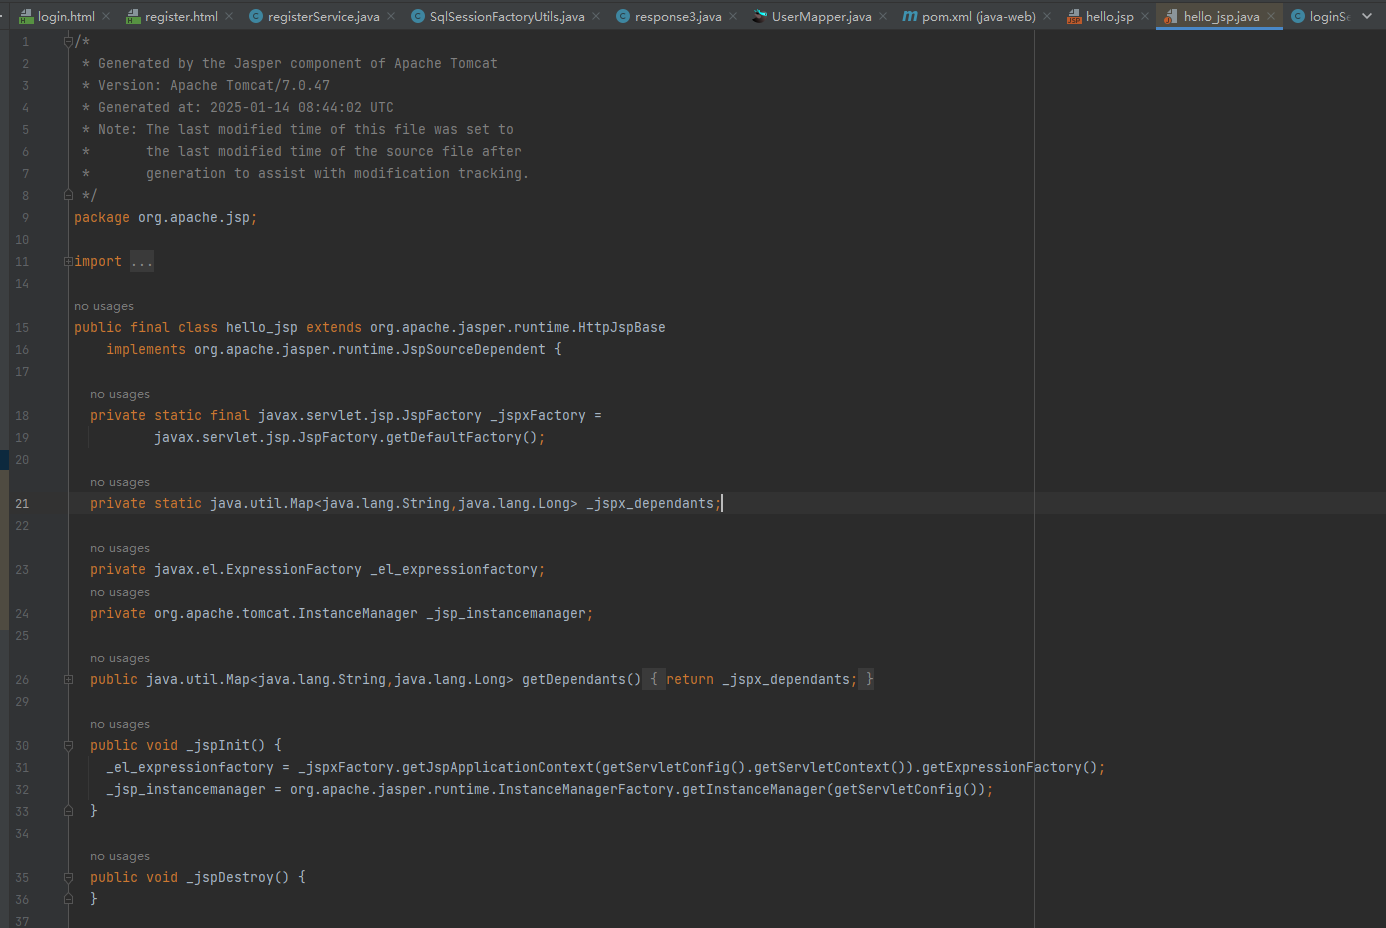 login.html register.html registerService.java SqlSessionFactoryUtils.java response3.java UserMapper.java pom.xml (java-web) hello.jsp hello_jsp.java
1 /*
2 * Generated by the Jasper component of Apache Tomcat
3 * Version: Apache Tomcat/7.0.47
4 * Generated at: 2025-01-14 08:44:02 UTC
5 * Note: The last modified time of this file was set to
6 * the last modified time of the source file after
7 * generation to assist with modification tracking.
8 */
9 package org.apache.jsp;
10
11 import ...
14
no usages
15 public final class hello_jsp extends org.apache.jasper.runtime.HttpJspBase
16 implements org.apache.jasper.runtime.JspSourceDependent {
17
no usages
18 private static final javax.servlet.jsp.JspFactory _jspxFactory =
19 javax.servlet.jsp.JspFactory.getDefaultFactory();
20
no usages
21 private static java.util.Map<java.lang.String,java.lang.Long> _jspx_dependants;
22
no usages
23 private javax.el.ExpressionFactory _el_expressionfactory;
no usages
24 private org.apache.tomcat.InstanceManager _jsp_instancemanager;
25
no usages
26 public java.util.Map<java.lang.String,java.lang.Long> getDependants() { return _jspx_dependants; }
29
no usages
30 public void _jspInit() {
31 _el_expressionfactory = _jspxFactory.getJspApplicationContext(getServletConfig().getServletContext()).getExpressionFactory();
32 _jsp_instancemanager = org.apache.jasper.runtime.InstanceManagerFactory.getInstanceManager(getServletConfig());
33 }
34
no usages
35 public void _jspDestroy() {
36 }
37